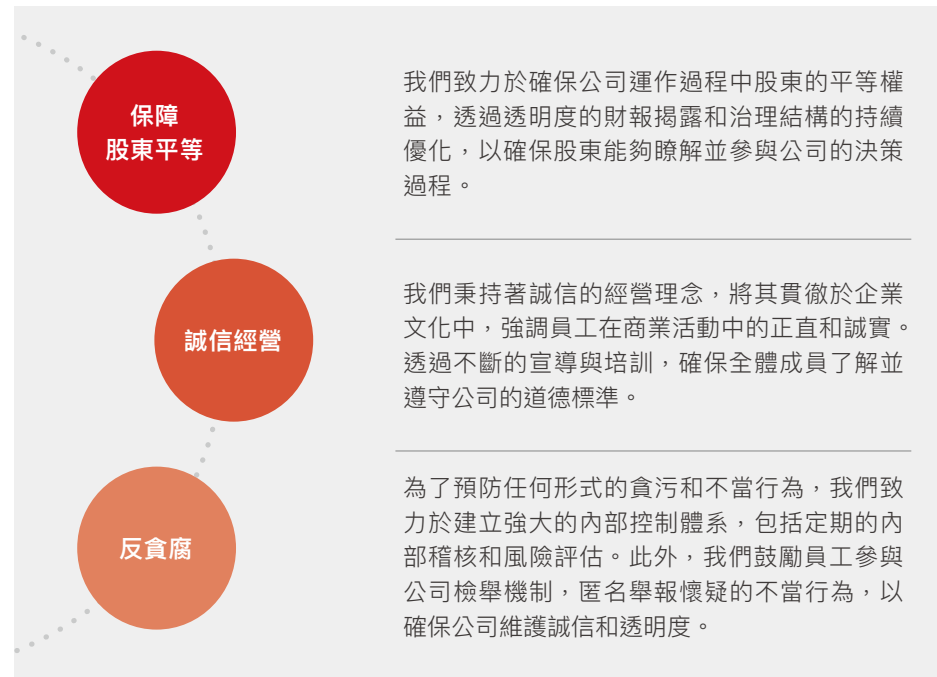 保障
股東平等
我們致力於確保公司運作過程中股東的平等權
益，透過透明度的財報揭露和治理結構的持續
優化，以確保股東能夠瞭解並參與公司的決策
過程。
誠信經營
我們秉持著誠信的經營理念，將其貫徹於企業
文化中，強調員工在商業活動中的正直和誠實。
透過不斷的宣導與培訓，確保全體成員了解並
遵守公司的道德標準。
反貪腐
為了預防任何形式的貪污和不當行為，我們致
力於建立強大的內部控制體系，包括定期的內
部稽核和風險評估。此外，我們鼓勵員工參與
公司檢舉機制，匿名舉報懷疑的不當行為，以
確保公司維護誠信和透明度。